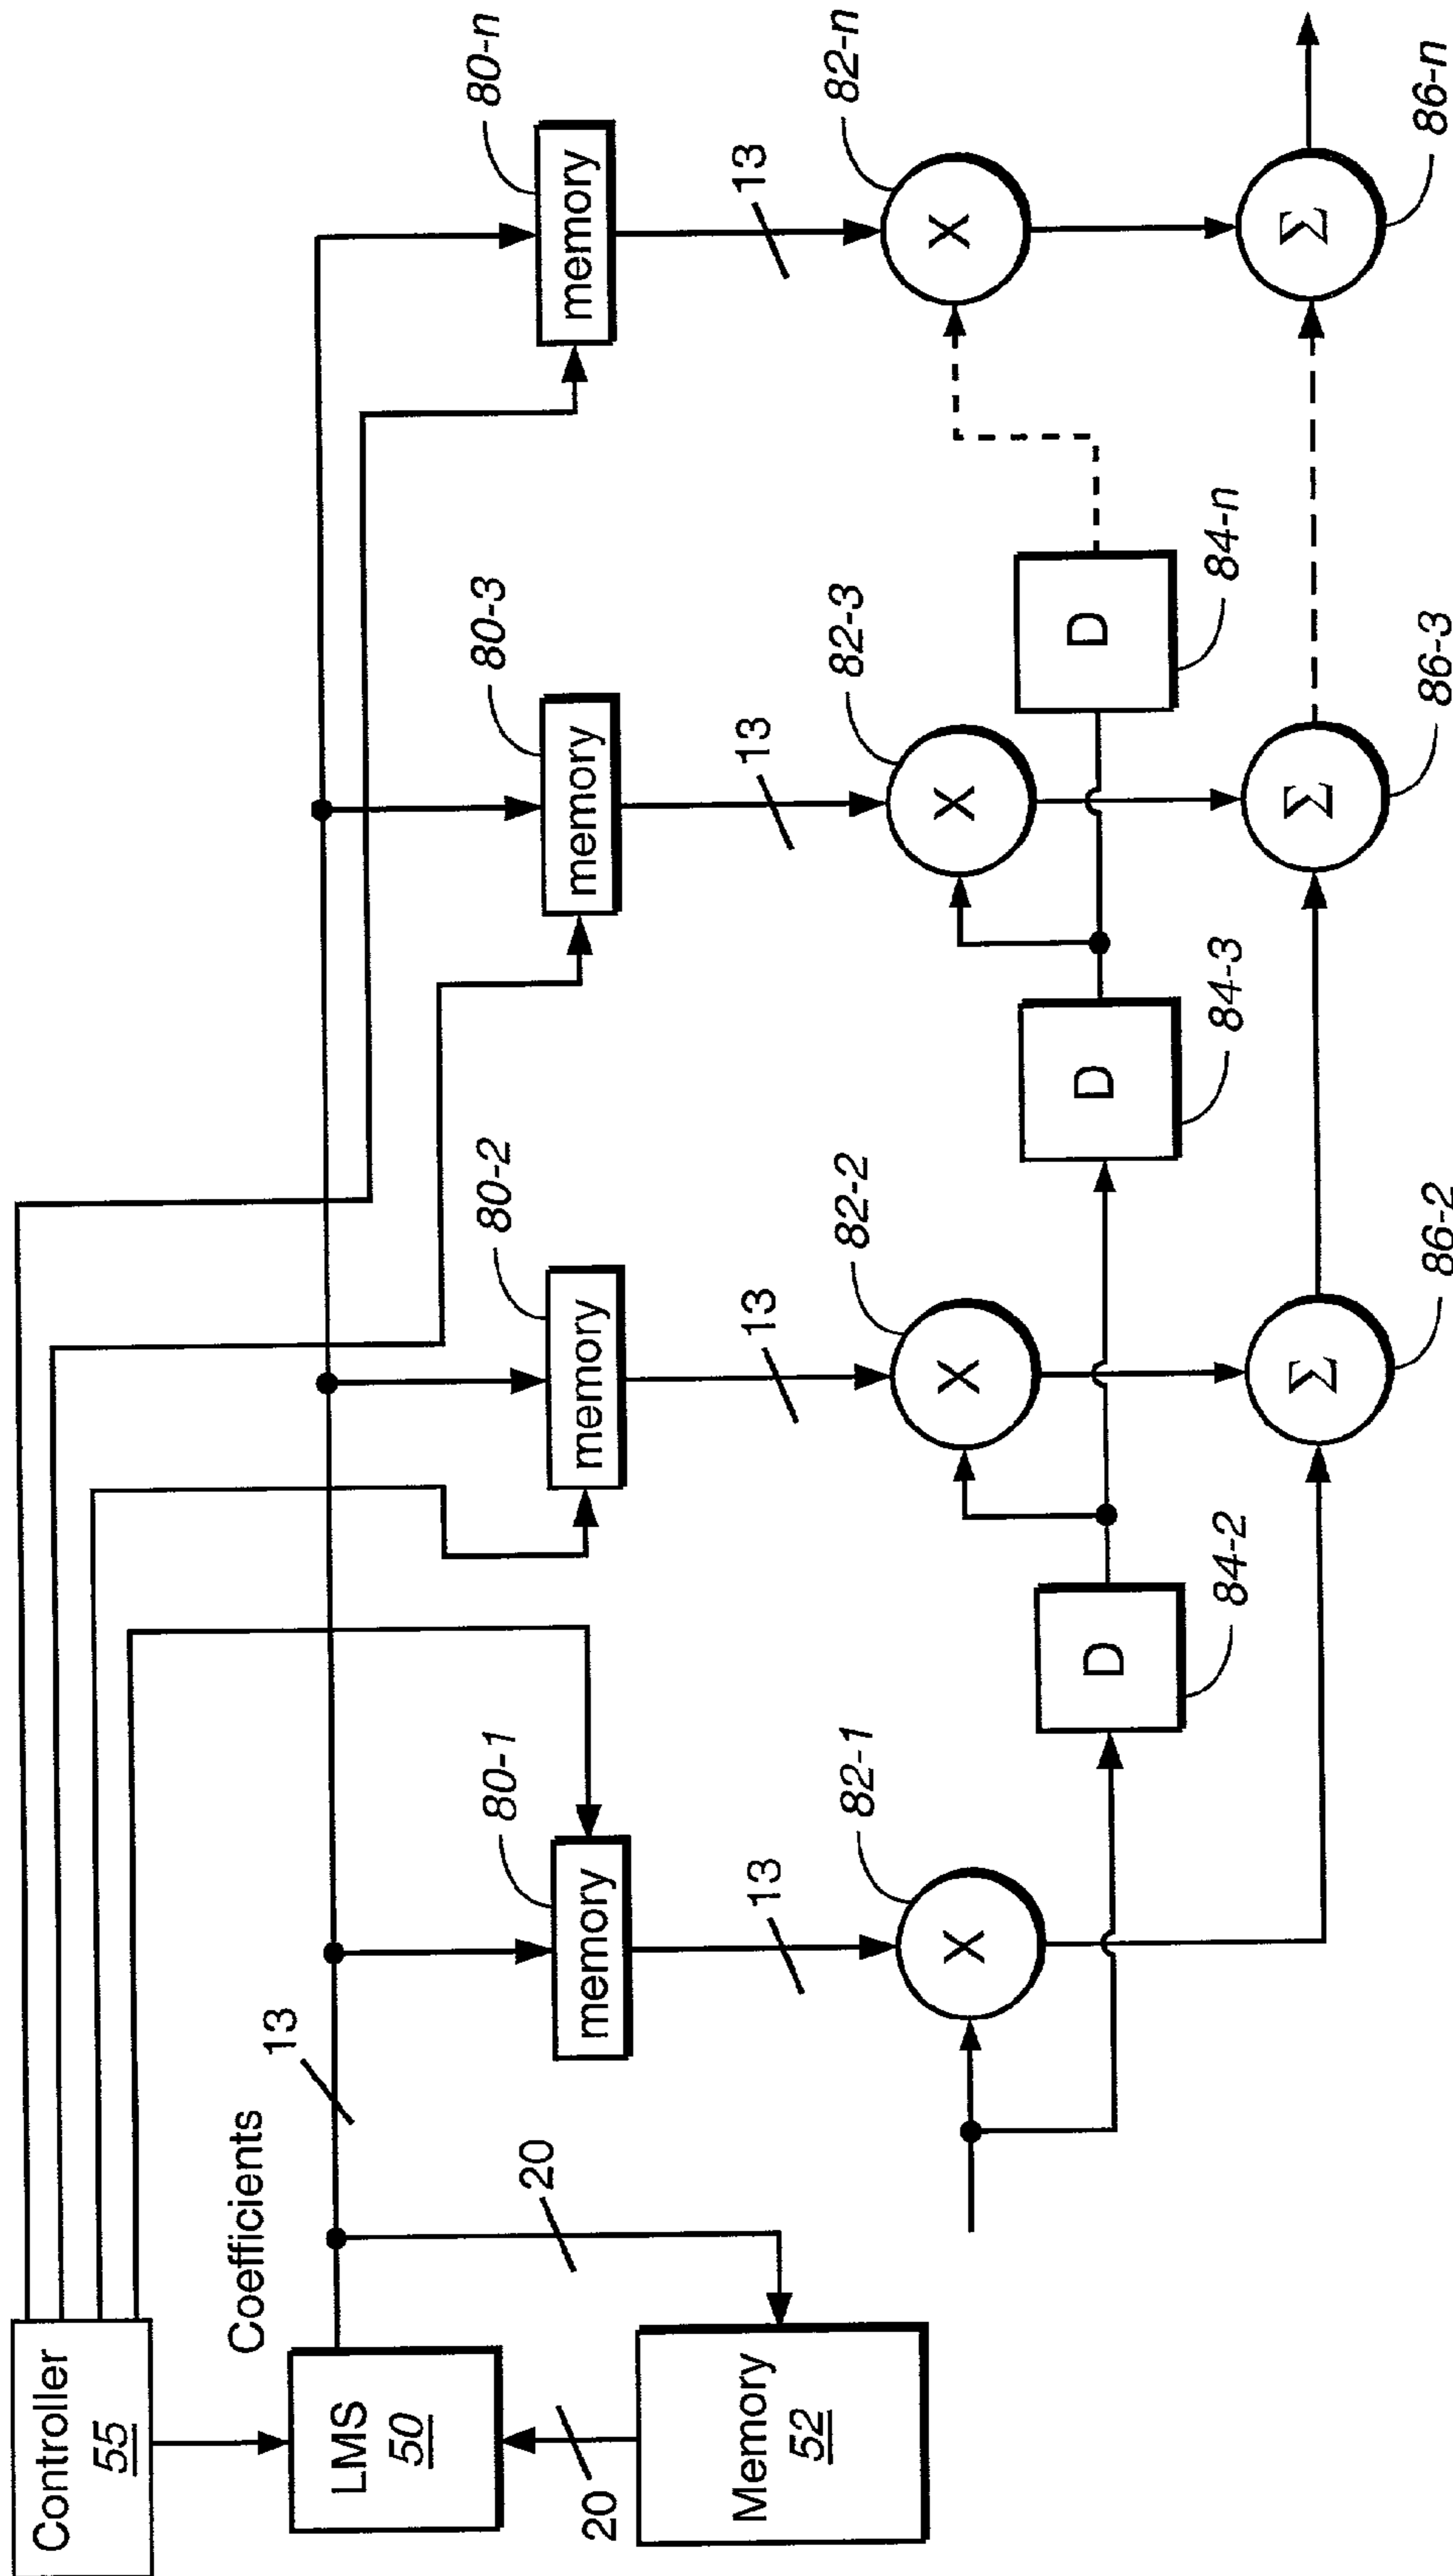 Controller
55
Coefficients
LMS
50
13
20
20
Memory
52
80-1
memory
80-2
memory
80-3
memory
80-n
memory
13
13
13
13
82-1
X
82-2
X
82-3
X
82-n
X
D
84-2
D
84-3
D
84-n
Σ
86-2
Σ
86-3
Σ
86-n